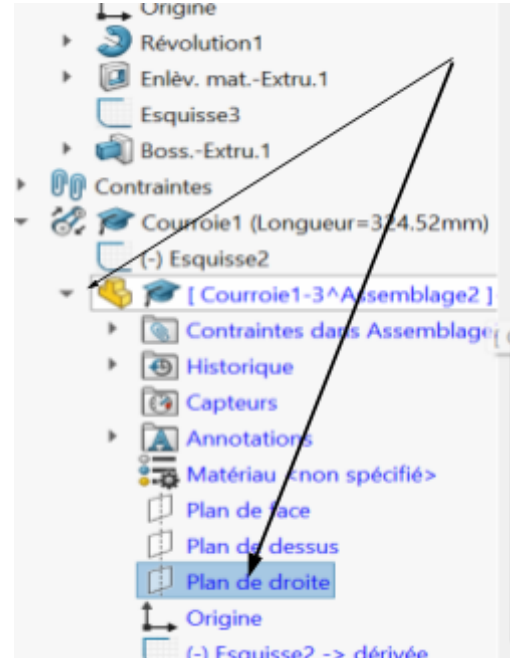 Origine
Révolution1
Enlèv. mat.-Extru.1
Esquisse3
Boss.-Extru.1
Contraintes
Courroie1 (Longueur=324.52mm)
(-) Esquisse2
[ Courroie1-3^Assemblage2 ]
Contraintes dans Assemblage
Historique
Capteurs
Annotations
Matériau <non spécifié>
Plan de face
Plan de dessus
Plan de droite
Origine
(-) Esquisse2 -> dérivée